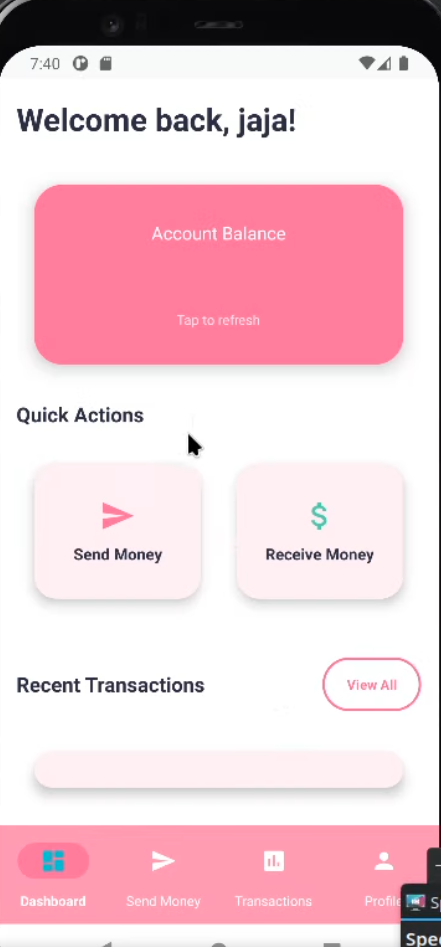 7:40
Welcome back, jaja!
Account Balance
Tap to refresh
Quick Actions
Send Money
Receive Money
Recent Transactions
View All
Dashboard
Send Money
Transactions
Profile
Sp
Spec